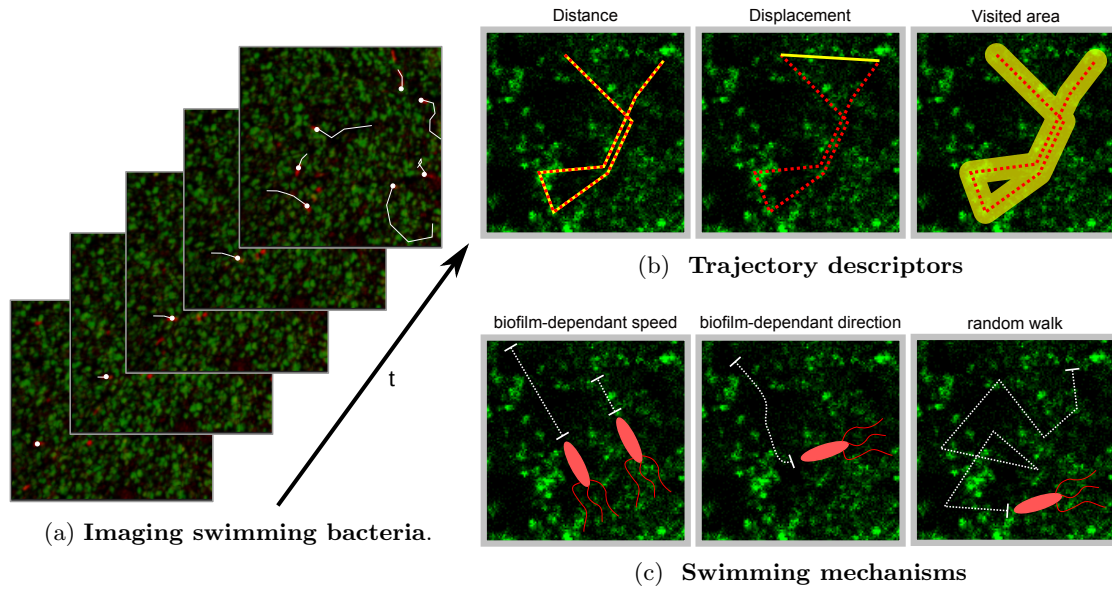 t
(a) Imaging swimming bacteria.
Distance
Displacement
Visited area
(b) Trajectory descriptors
biofilm-dependant speed
biofilm-dependant direction
random walk
(c) Swimming mechanisms